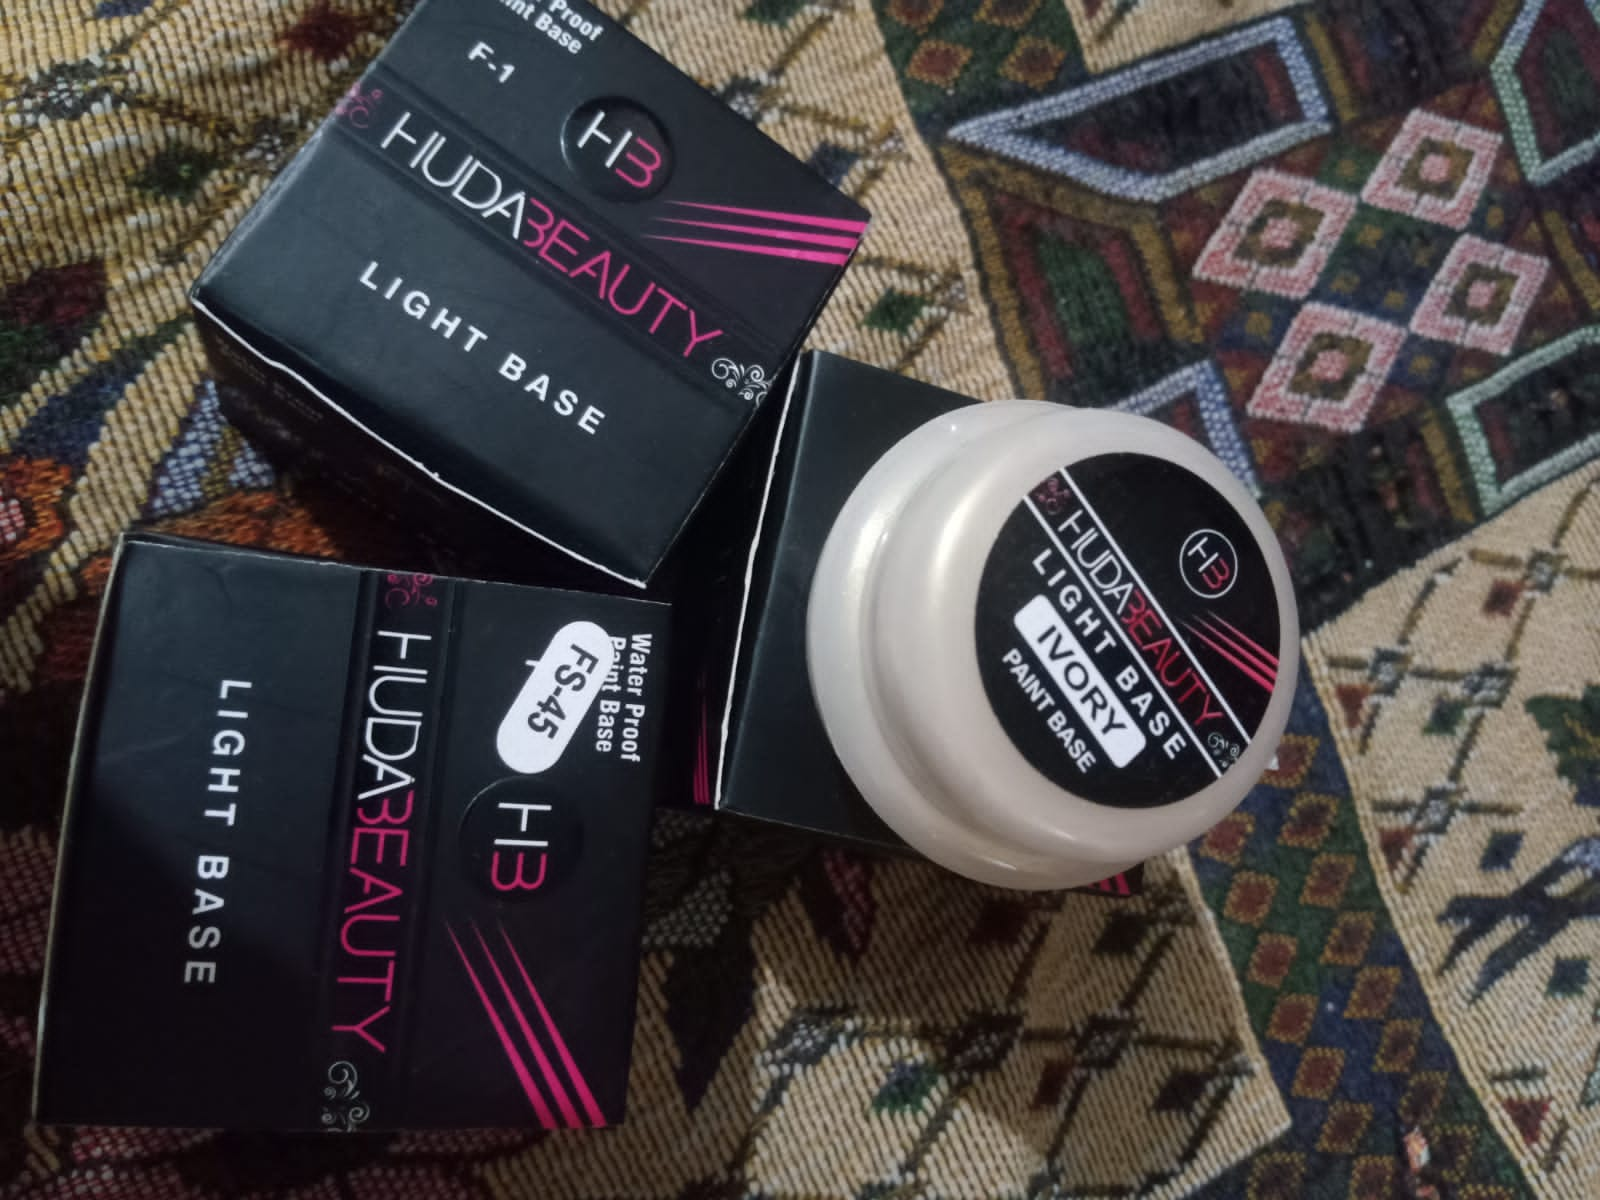 Proof
int Base
F-1
HB
HUDABEAUTY
LIGHT BASE
Water Proof
Paint Base
FS-45
HB
HUDABEAUTY
LIGHT BASE
HB
HUDABEAUTY
LIGHT BASE
IVORY
PAINT BASE